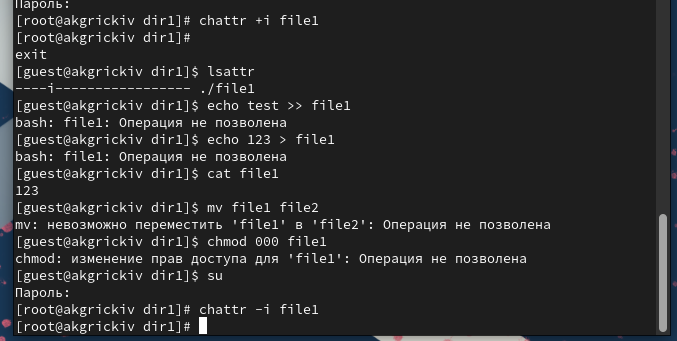 Пароль:
[root@akgrickiv dir1]# chattr +i file1
[root@akgrickiv dir1]#
exit
[guest@akgrickiv dir1]$ lsattr
----i----------------- ./file1
[guest@akgrickiv dir1]$ echo test >> file1
bash: file1: Операция не позволена
[guest@akgrickiv dir1]$ echo 123 > file1
bash: file1: Операция не позволена
[guest@akgrickiv dir1]$ cat file1
123
[guest@akgrickiv dir1]$ mv file1 file2
mv: невозможно переместить 'file1' в 'file2': Операция не позволена
[guest@akgrickiv dir1]$ chmod 000 file1
chmod: изменение прав доступа для 'file1': Операция не позволена
[guest@akgrickiv dir1]$ su
Пароль:
[root@akgrickiv dir1]# chattr -i file1
[root@akgrickiv dir1]#